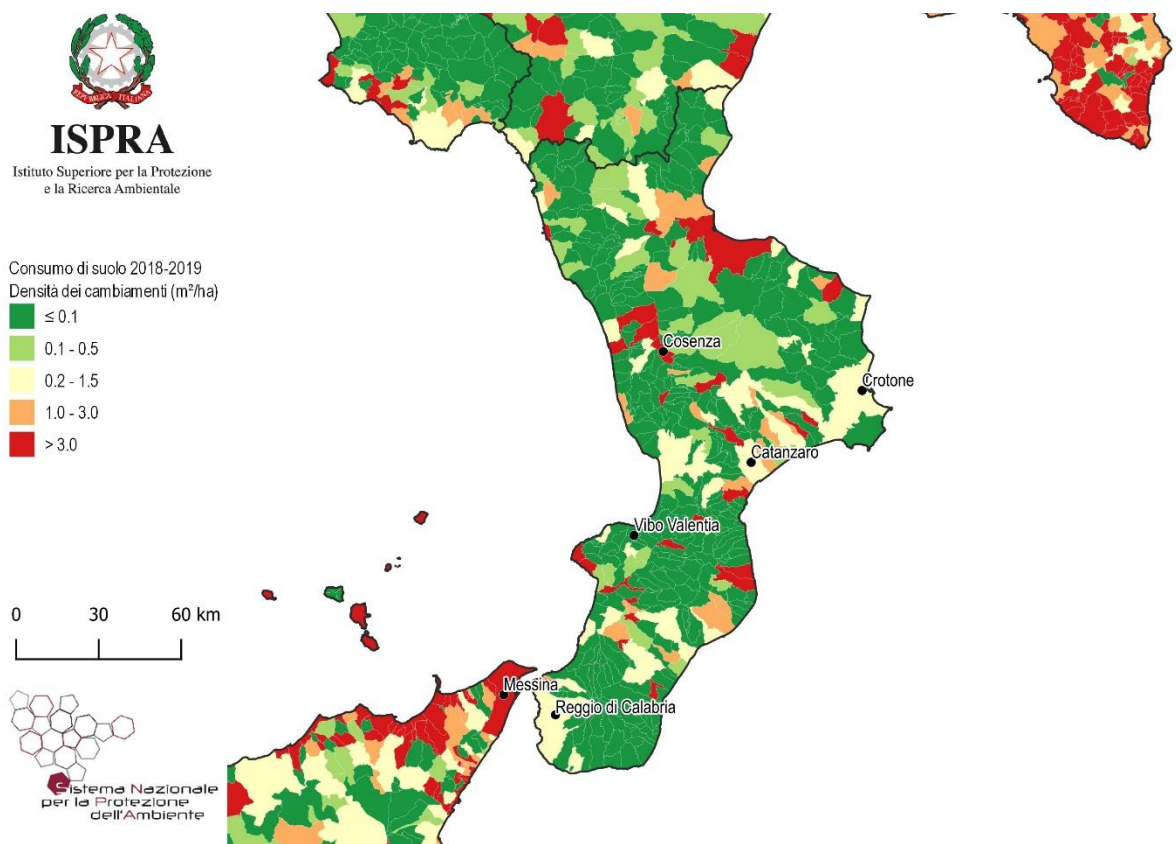 REPVBBLICA ITALIANA
ISPRA
Istituto Superiore per la Protezione
e la Ricerca Ambientale
Consumo di suolo 2018-2019
Densità dei cambiamenti (m²/ha)
≤ 0.1
0.1 - 0.5
0.2 - 1.5
1.0 - 3.0
> 3.0
0 30 60 km
Sistema Nazionale
per la Protezione
dell'Ambiente
Cosenza
Crotone
Catanzaro
Vibo Valentia
Messina
Reggio di Calabria